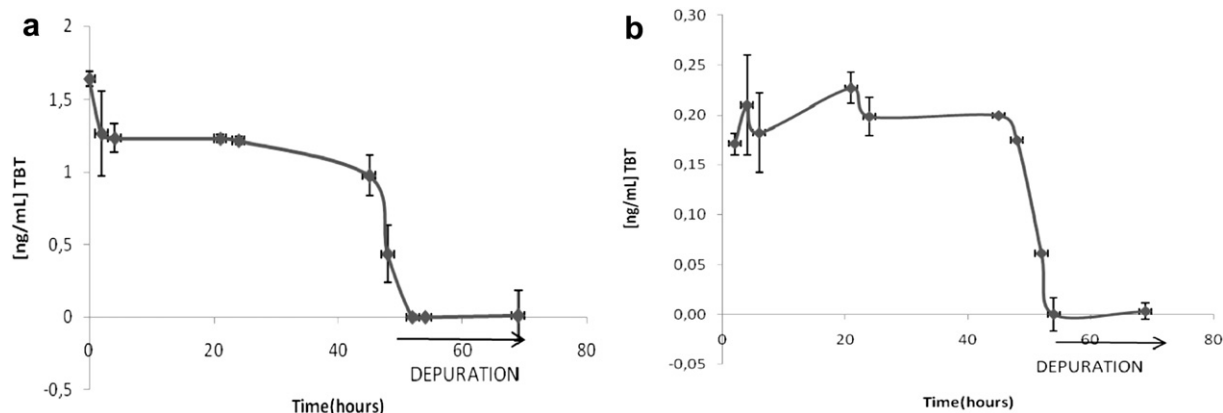 a
2
1,5
1
0,5
0
-0,5
[ng/mL] TBT
0 20 40 60 80
DEPURATION
Time(hours)
b
0,30
0,25
0,20
0,15
0,10
0,05
0,00
-0,05
[ng/mL] TBT
0 20 40 60 80
DEPURATION
Time(hours)